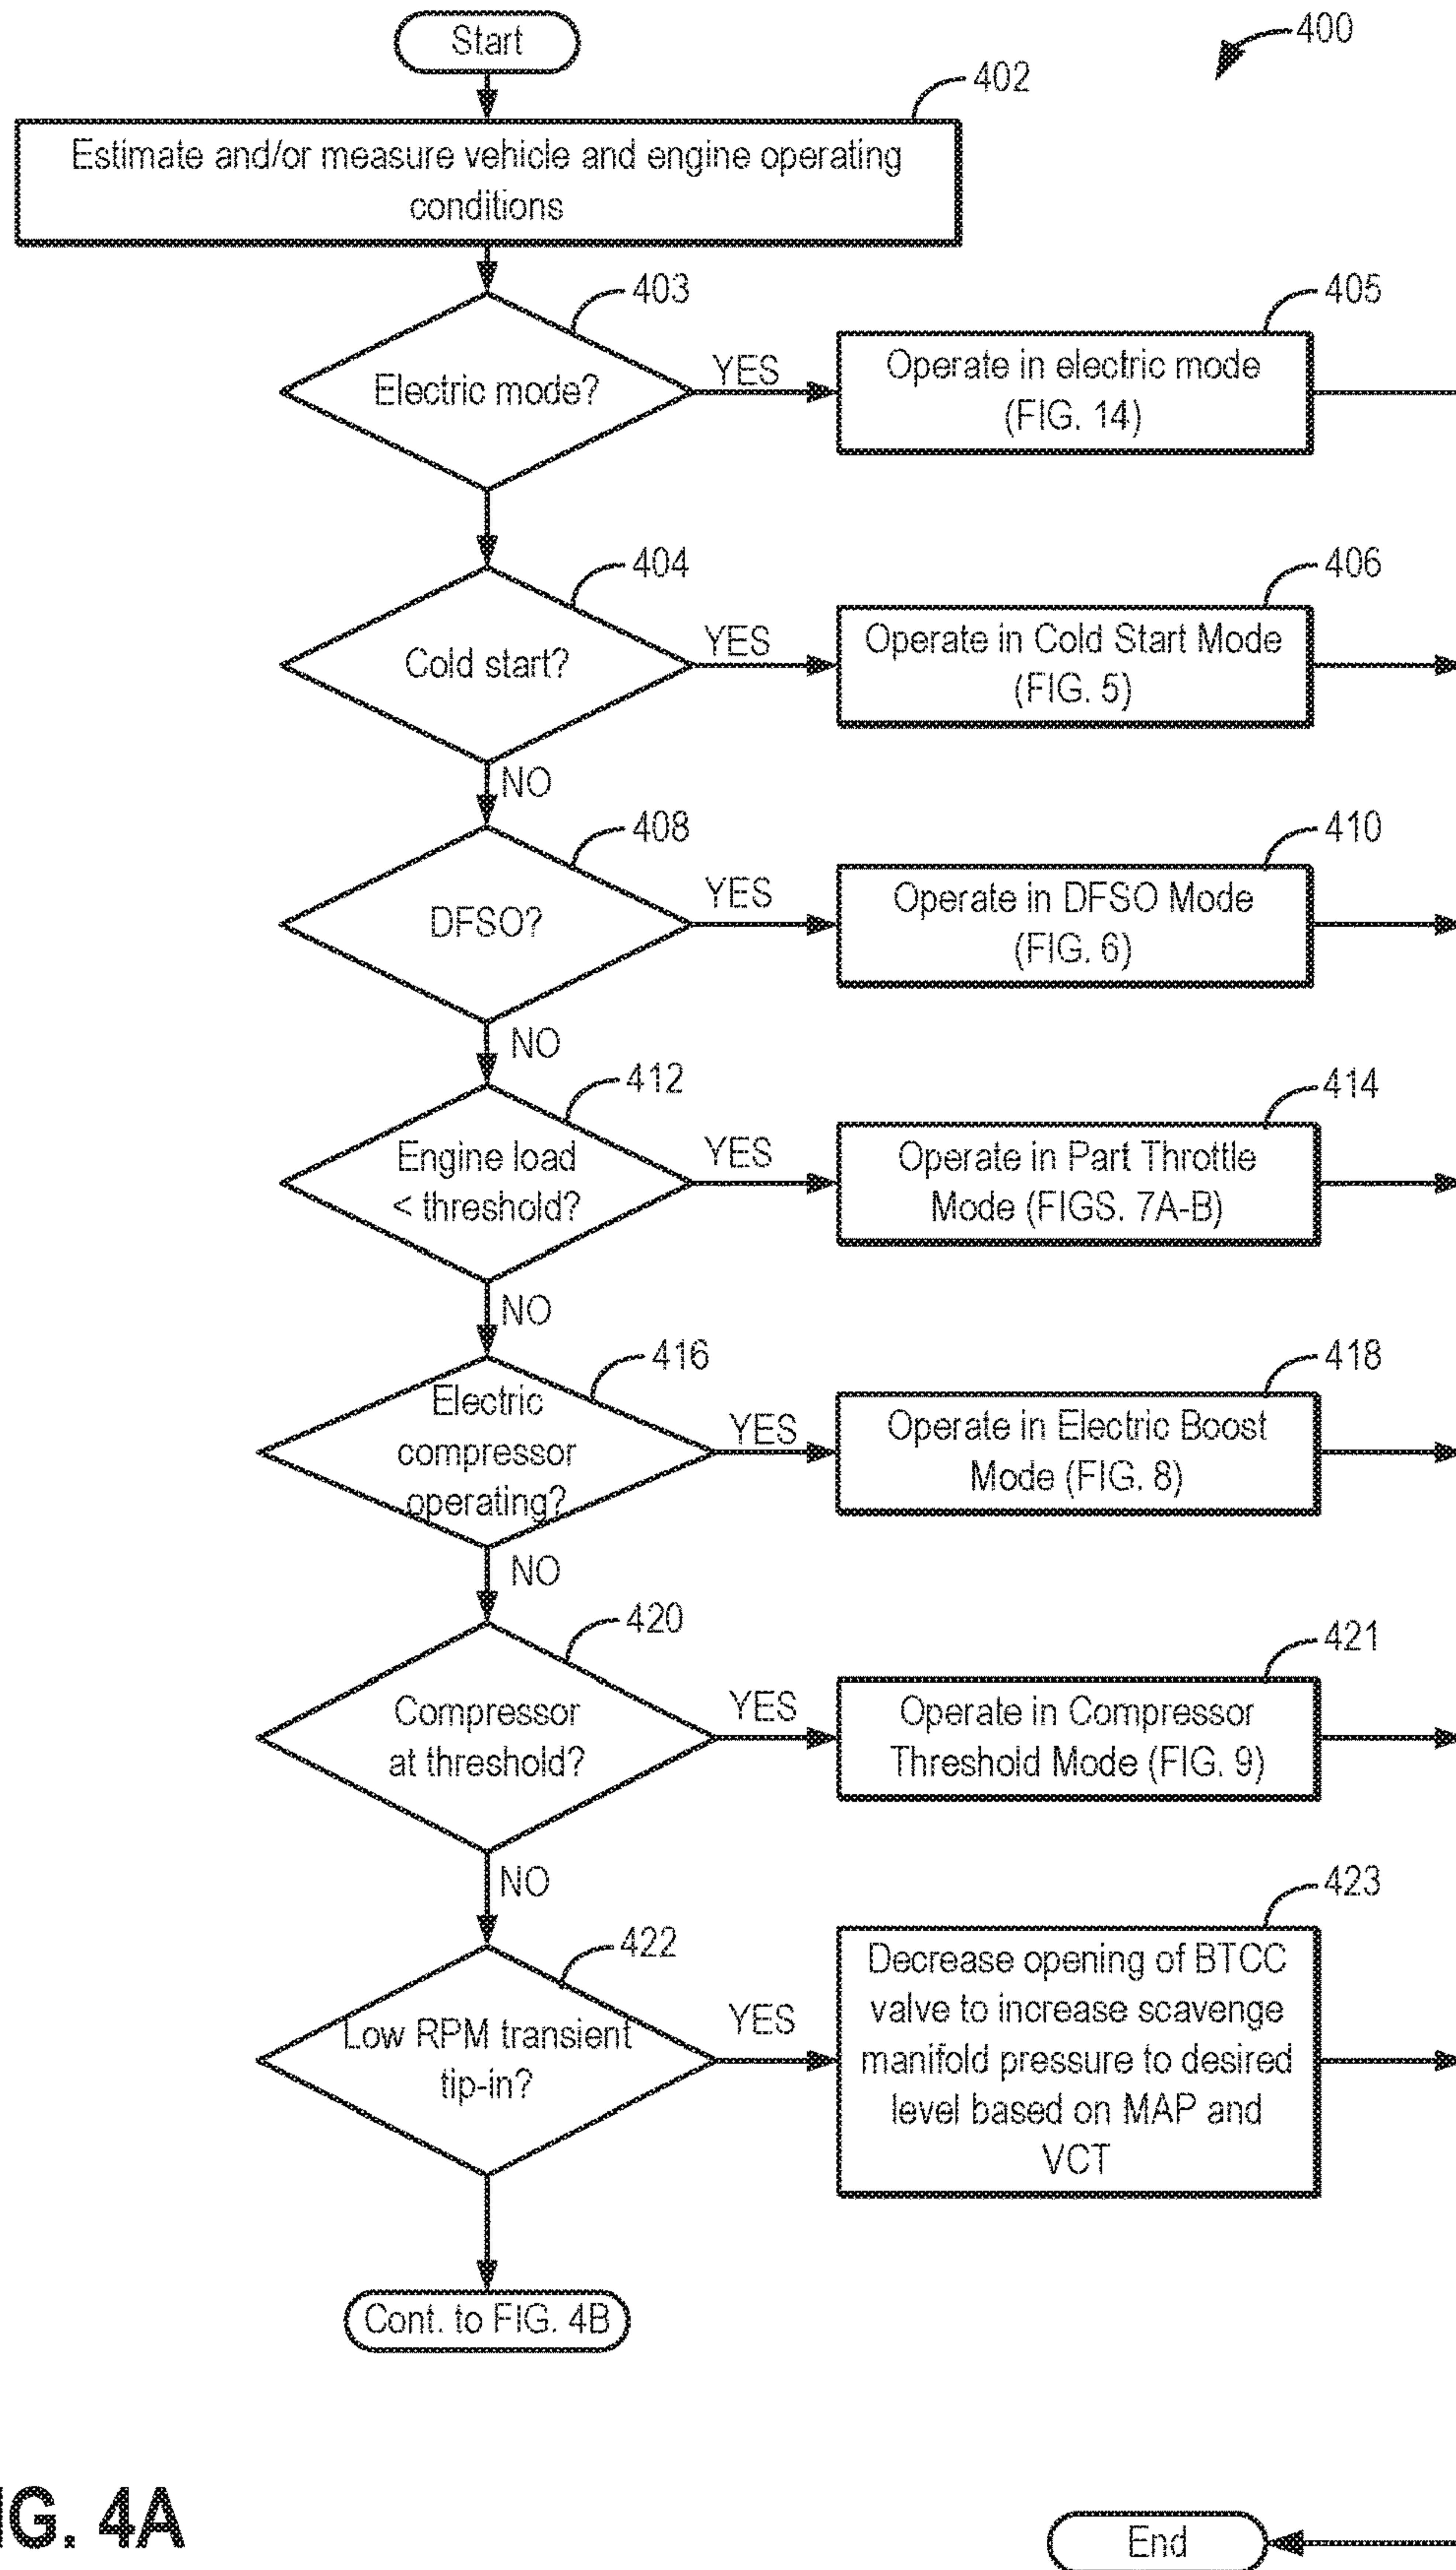 Start
400
402
Estimate and/or measure vehicle and engine operating
conditions
403
Electric mode?
YES
405
Operate in electric mode
(FIG. 14)
404
Cold start?
YES
406
Operate in Cold Start Mode
(FIG. 5)
NO
408
DFSO?
YES
410
Operate in DFSO Mode
(FIG. 6)
NO
412
Engine load
< threshold?
YES
414
Operate in Part Throttle
Mode (FIGS. 7A-B)
NO
416
Electric
compressor
operating?
YES
418
Operate in Electric Boost
Mode (FIG. 8)
NO
420
Compressor
at threshold?
YES
421
Operate in Compressor
Threshold Mode (FIG. 9)
NO
422
Low RPM transient
tip-in?
YES
423
Decrease opening of BTCC
valve to increase scavenge
manifold pressure to desired
level based on MAP and
VCT
Cont. to FIG. 4B
IG. 4A
End